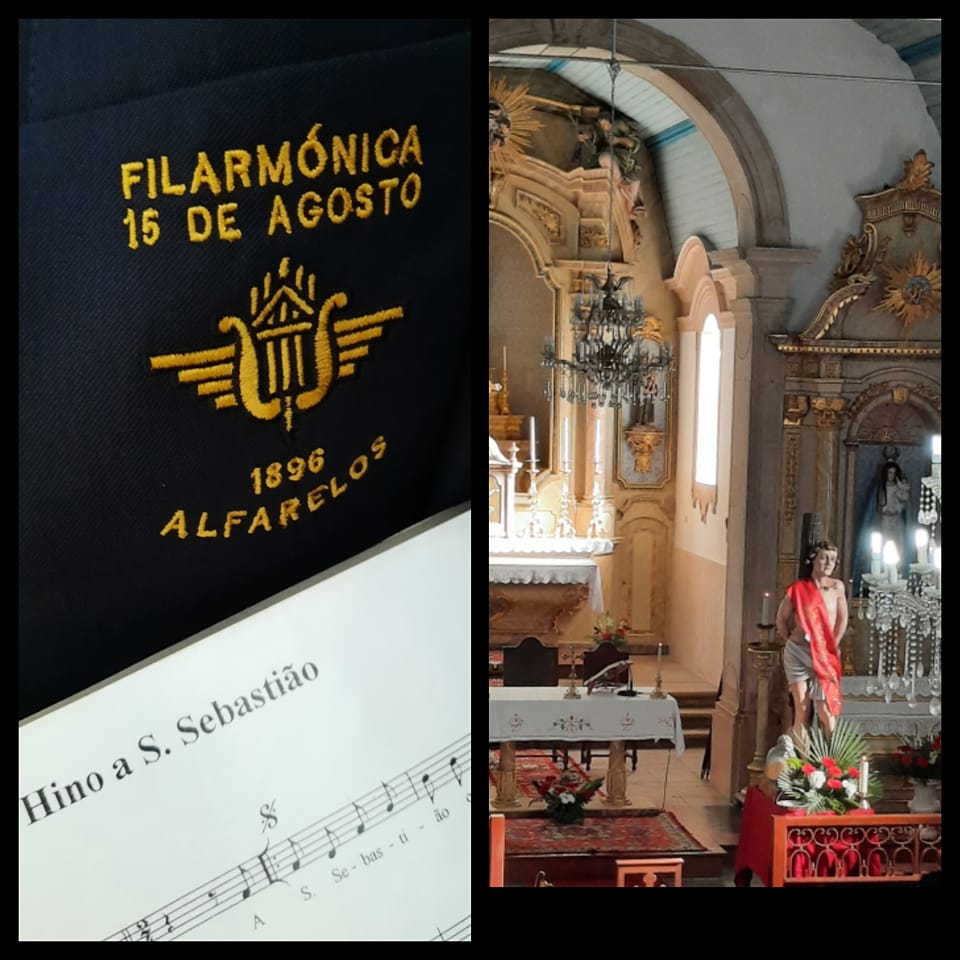 FILARMÓNICA
15 DE AGOSTO
1896
ALFARELOS
Hino a S. Sebastião
A S. Se - bas - ti - ão